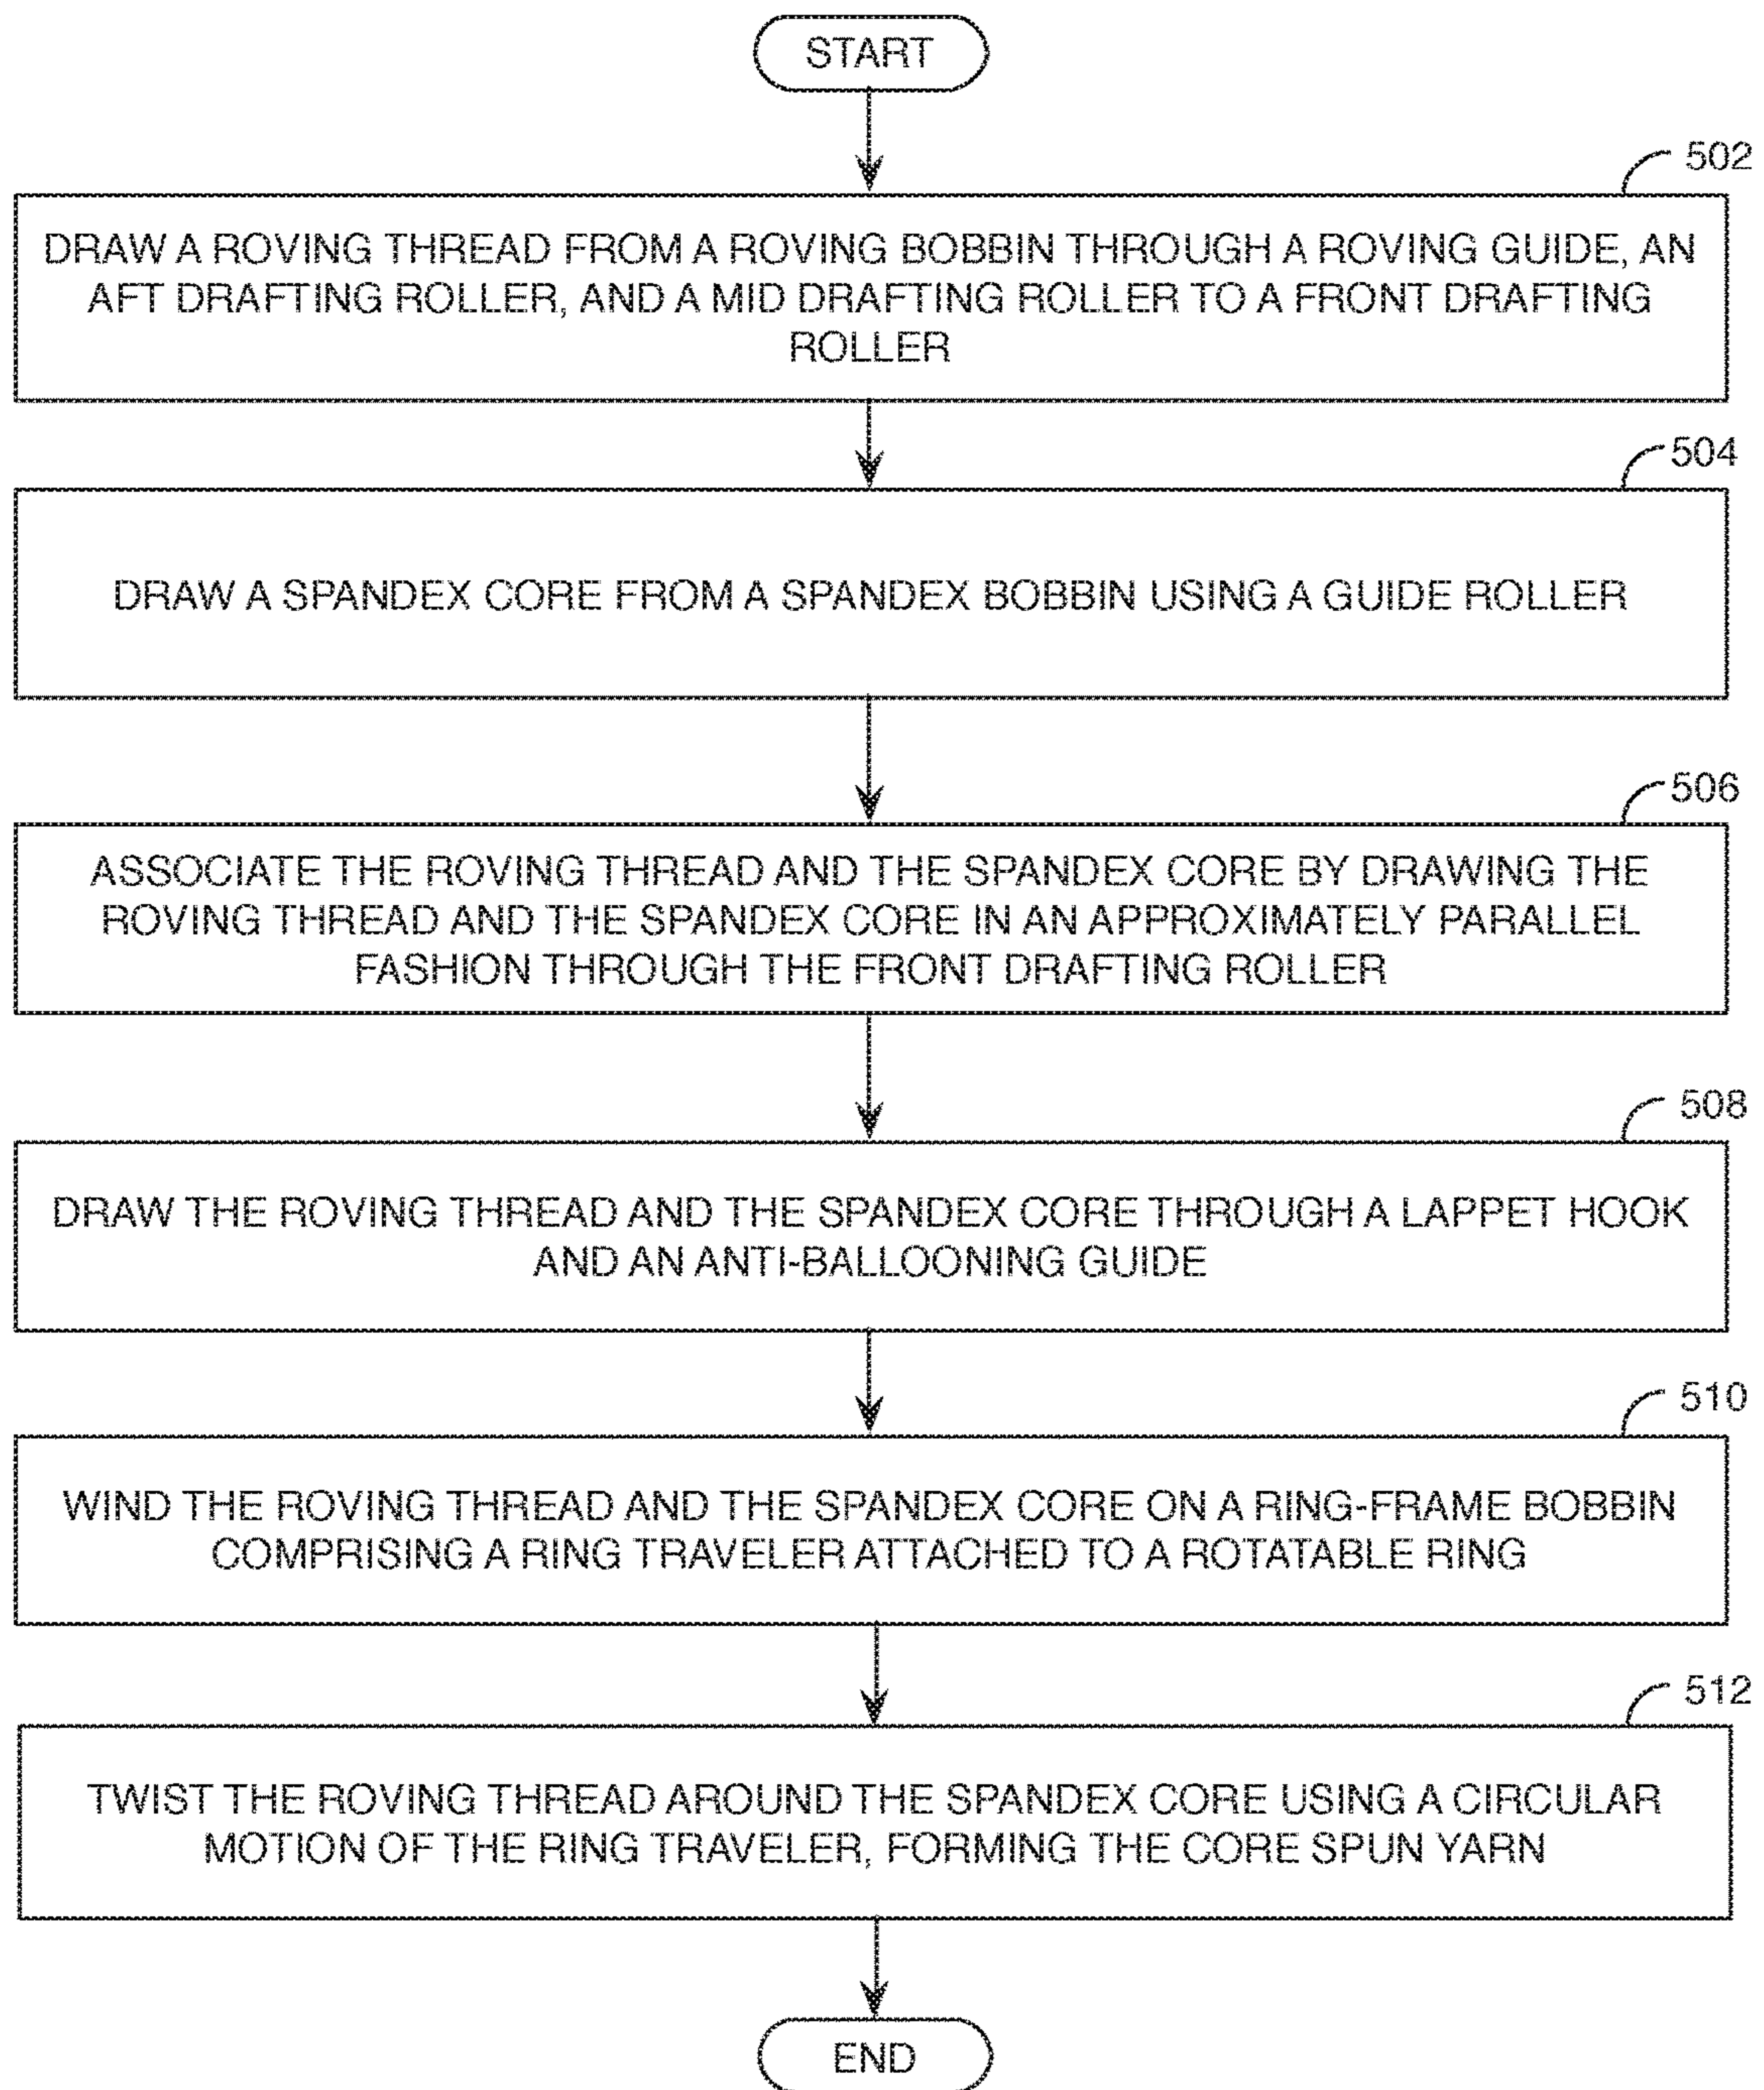 START
502
DRAW A ROVING THREAD FROM A ROVING BOBBIN THROUGH A ROVING GUIDE, AN
AFT DRAFTING ROLLER, AND A MID DRAFTING ROLLER TO A FRONT DRAFTING
ROLLER
504
DRAW A SPANDEX CORE FROM A SPANDEX BOBBIN USING A GUIDE ROLLER
506
ASSOCIATE THE ROVING THREAD AND THE SPANDEX CORE BY DRAWING THE
ROVING THREAD AND THE SPANDEX CORE IN AN APPROXIMATELY PARALLEL
FASHION THROUGH THE FRONT DRAFTING ROLLER
508
DRAW THE ROVING THREAD AND THE SPANDEX CORE THROUGH A LAPPET HOOK
AND AN ANTI-BALLOONING GUIDE
510
WIND THE ROVING THREAD AND THE SPANDEX CORE ON A RING-FRAME BOBBIN
COMPRISING A RING TRAVELER ATTACHED TO A ROTATABLE RING
512
TWIST THE ROVING THREAD AROUND THE SPANDEX CORE USING A CIRCULAR
MOTION OF THE RING TRAVELER, FORMING THE CORE SPUN YARN
END